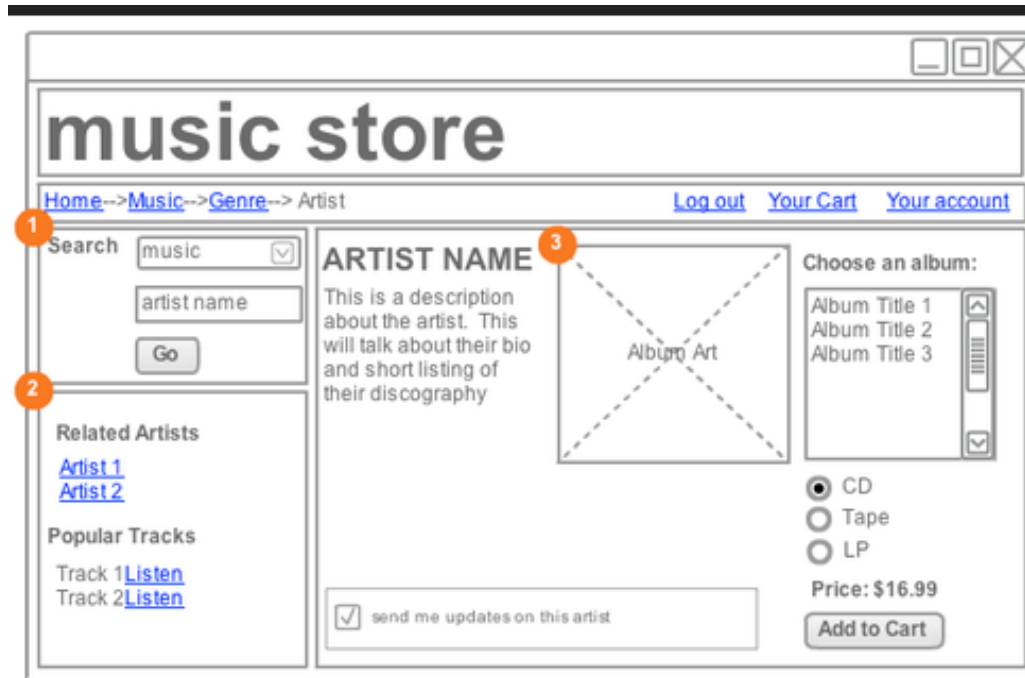 music store
Home-->Music-->Genre--> Artist
Log out Your Cart Your account
1
Search music
artist name
Go
2
Related Artists
Artist 1
Artist 2
Popular Tracks
Track 1Listen
Track 2Listen
ARTIST NAME
This is a description
about the artist. This
will talk about their bio
and short listing of
their discography
3
Album Art
send me updates on this artist
Choose an album:
Album Title 1
Album Title 2
Album Title 3
CD
Tape
LP
Price: $16.99
Add to Cart